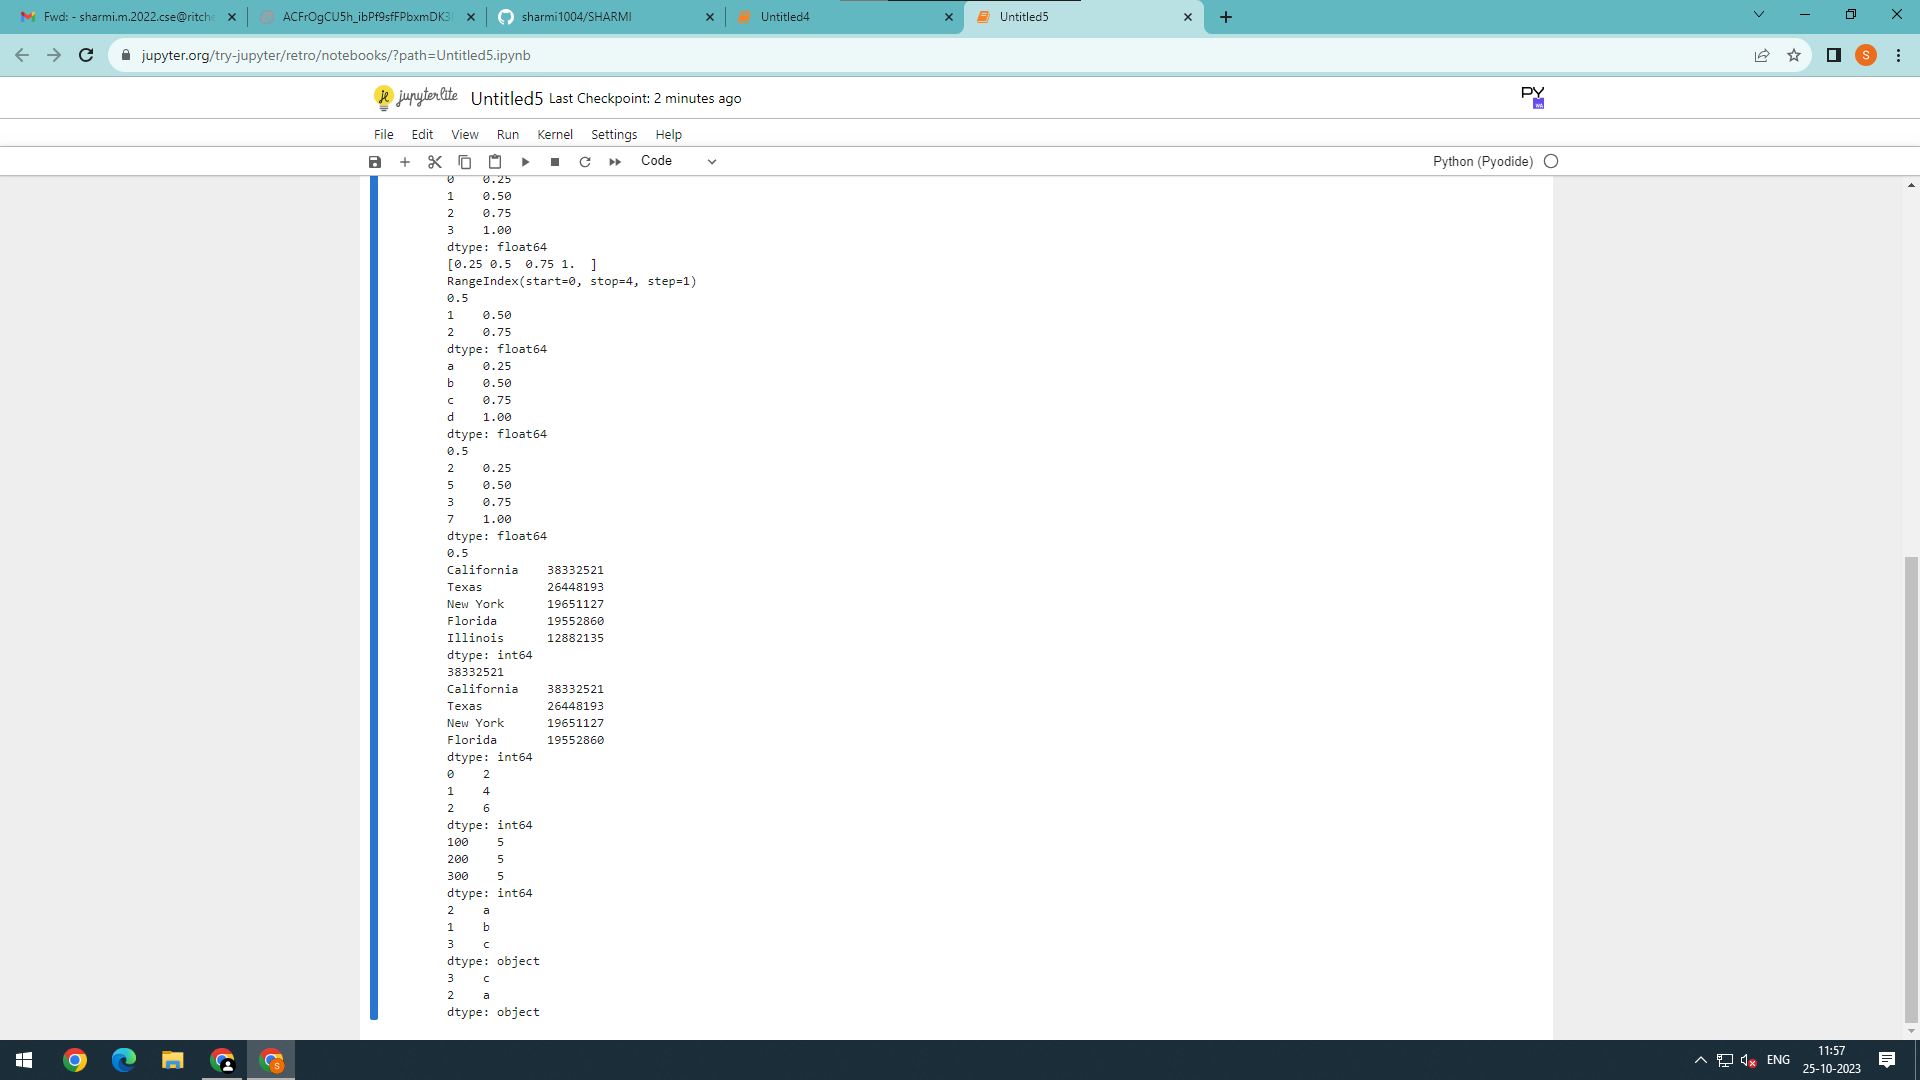 Fwd: - sharmi.m.2022.cse@ritche
ACFrOgCU5h_ibPf9sfFPbxmDK3
sharmi1004/SHARMI
Untitled4
Untitled5
jupyter.org/try-jupyter/retro/notebooks/?path=Untitled5.ipynb
S
jupyterlite
Untitled5 Last Checkpoint: 2 minutes ago
PY
WA
File Edit View Run Kernel Settings Help
Code
Python (Pyodide)
0    0.25
1    0.50
2    0.75
3    1.00
dtype: float64
[0.25 0.5  0.75 1.  ]
RangeIndex(start=0, stop=4, step=1)
0.5
1    0.50
2    0.75
dtype: float64
a    0.25
b    0.50
c    0.75
d    1.00
dtype: float64
0.5
2    0.25
5    0.50
3    0.75
7    1.00
dtype: float64
0.5
California    38332521
Texas         26448193
New York      19651127
Florida       19552860
Illinois      12882135
dtype: int64
38332521
California    38332521
Texas         26448193
New York      19651127
Florida       19552860
dtype: int64
0    2
1    4
2    6
dtype: int64
100    5
200    5
300    5
dtype: int64
2    a
1    b
3    c
dtype: object
3    c
2    a
dtype: object
S
ENG
11:57
25-10-2023